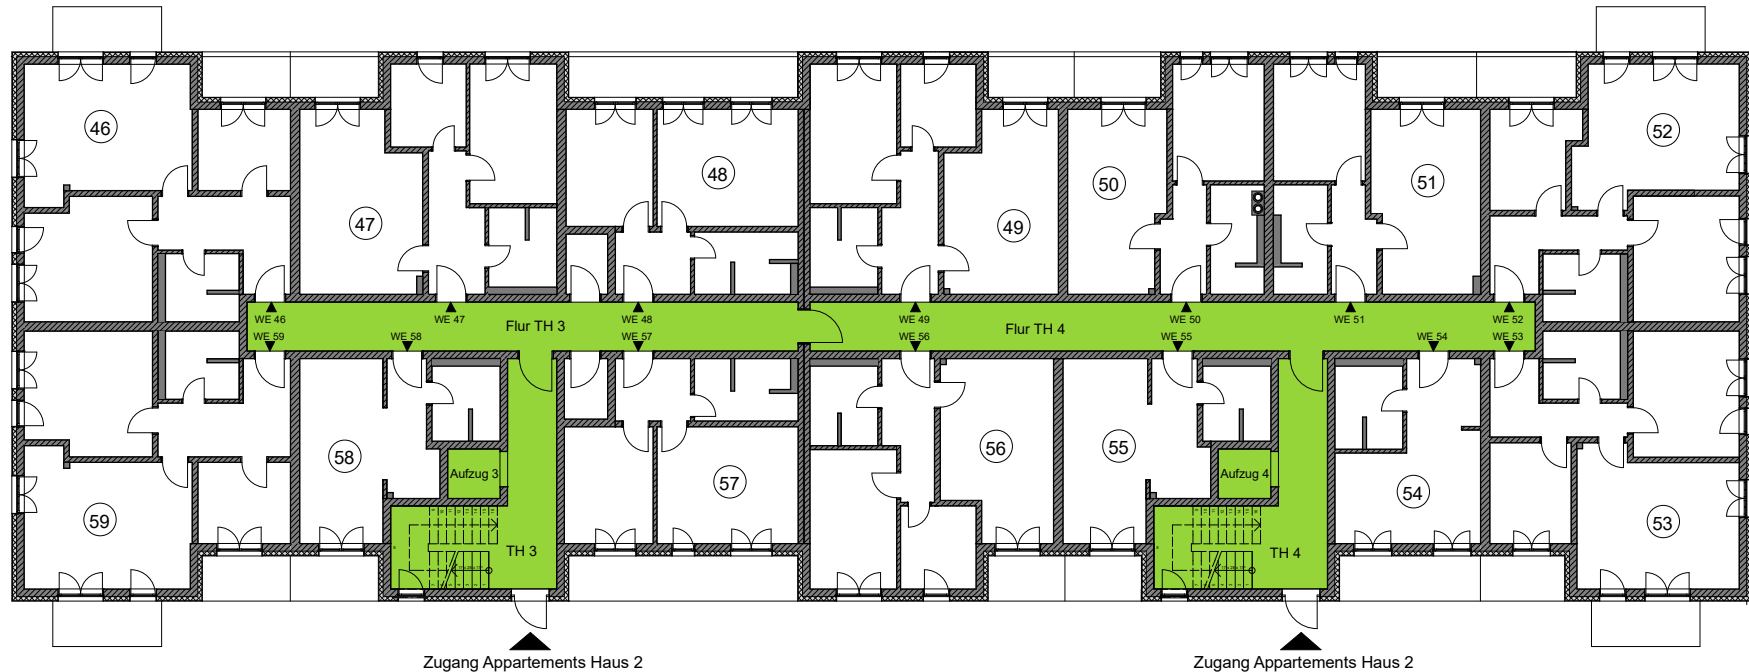 46
47
48
49
50
51
52
WE 46
WE 47
WE 48
WE 49
WE 50
WE 51
WE 52
Flur TH 3
Flur TH 4
WE 59
WE 58
WE 57
WE 56
WE 55
WE 54
WE 53
58
56
55
Aufzug 3
Aufzug 4
57
54
59
53
TH 3
TH 4
Zugang Appartements Haus 2
Zugang Appartements Haus 2